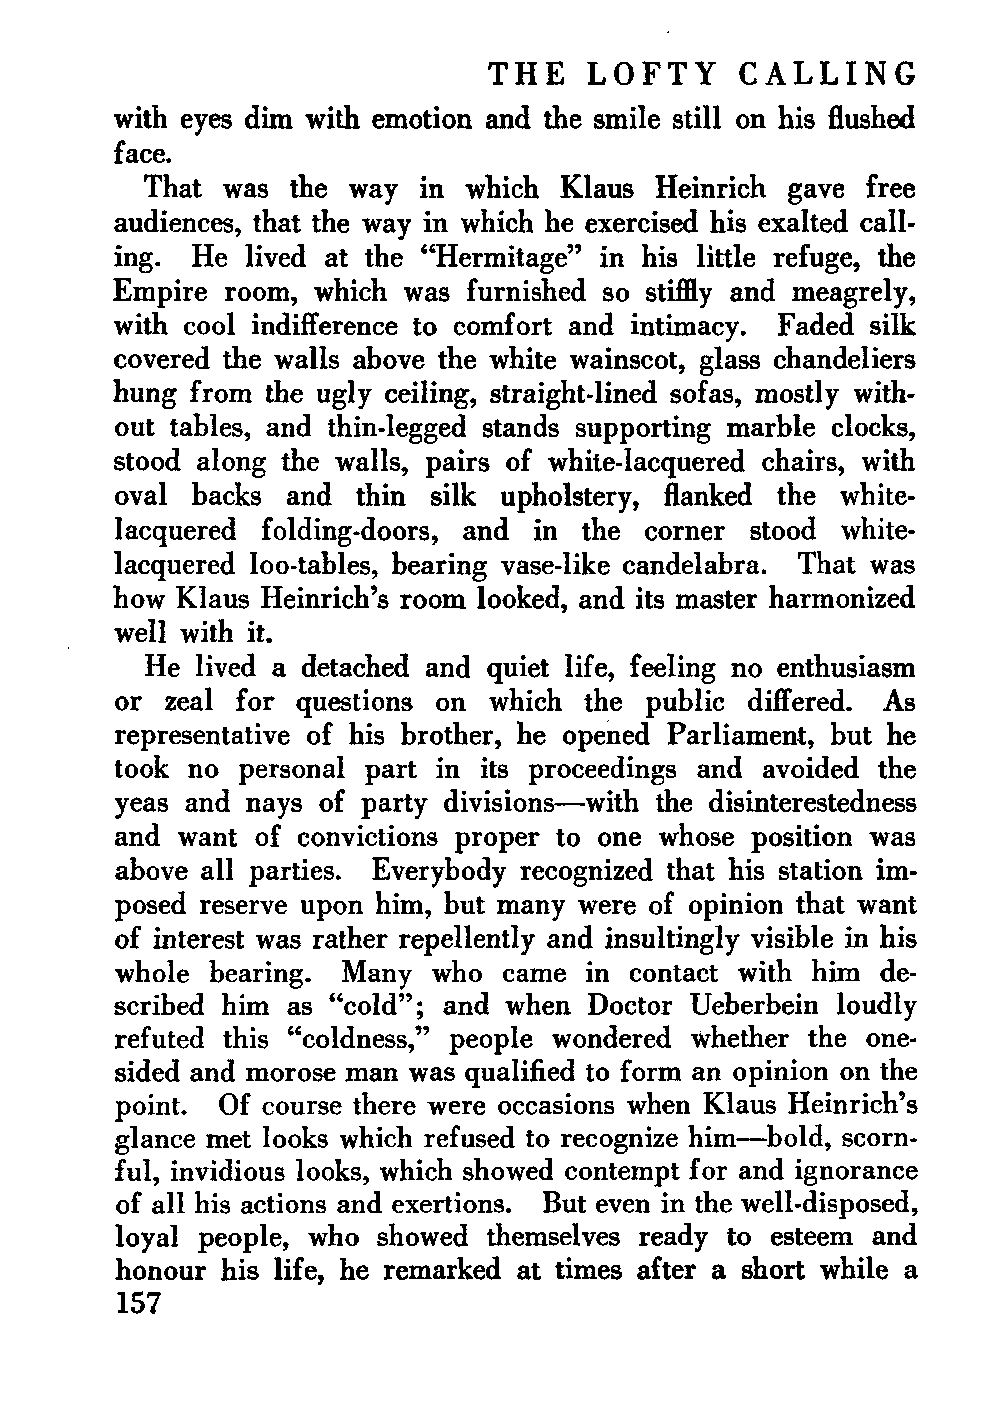 THE LOFTY CALLING
with eyes dim with emotion and the smile still on his flushed
face.
That was the way in which Klaus Heinrich gave free
audiences, that the way in which he exercised his exalted call-
ing. He lived at the “Hermitage” in his little refuge, the
Empire room, which was furnished so stiffly and meagrely,
with cool indifference to comfort and intimacy. Faded silk
covered the walls above the white wainscot, glass chandeliers
hung from the ugly ceiling, straight-lined sofas, mostly with-
out tables, and thin-legged stands supporting marble clocks,
stood along the walls, pairs of white-lacquered chairs, with
oval backs and thin silk upholstery, flanked the white-
lacquered folding-doors, and in the corner stood white-
lacquered loo-tables, bearing vase-like candelabra. That was
how Klaus Heinrich’s room looked, and its master harmonized
well with it.
He lived a detached and quiet life, feeling no enthusiasm
or zeal for questions on which the public differed. As
representative of his brother, he opened Parliament, but he
took no personal part in its proceedings and avoided the
yeas and nays of party divisions—with the disinterestedness
and want of convictions proper to one whose position was
above all parties. Everybody recognized that his station im-
posed reserve upon him, but many were of opinion that want
of interest was rather repellently and insultingly visible in his
whole bearing. Many who came in contact with him de-
scribed him as “cold”; and when Doctor Ueberbein loudly
refuted this “coldness,” people wondered whether the one-
sided and morose man was qualified to form an opinion on the
point. Of course there were occasions when Klaus Heinrich’s
glance met looks which refused to recognize him—bold, scorn-
ful, invidious looks, which showed contempt for and ignorance
of all his actions and exertions. But even in the well-disposed,
loyal people, who showed themselves ready to esteem and
honour his life, he remarked at times after a short while a
157